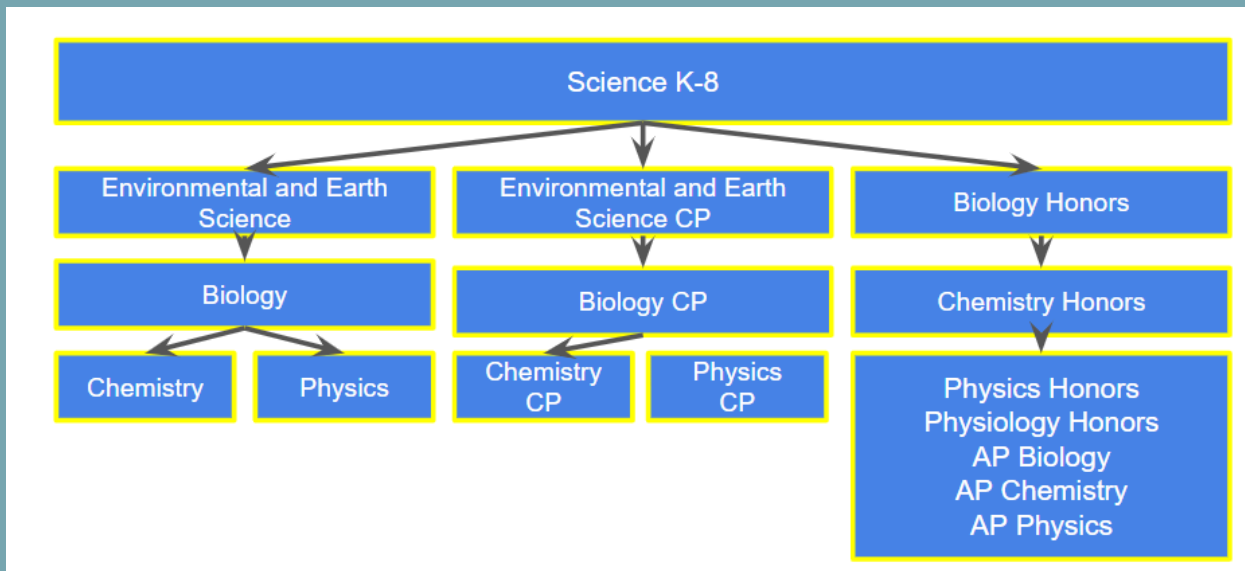 Science K-8
Environmental and Earth
Science
Environmental and Earth
Science CP
Biology Honors
Biology
Biology CP
Chemistry Honors
Chemistry
Physics
Chemistry
CP
Physics
CP
Physics Honors
Physiology Honors
AP Biology
AP Chemistry
AP Physics